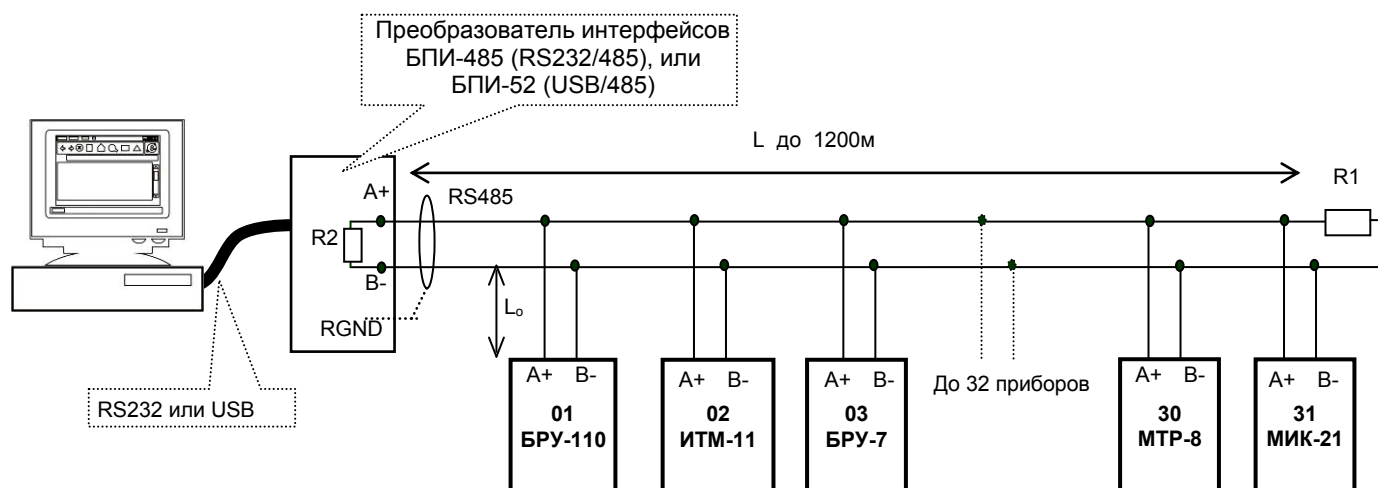 Преобразователь интерфейсов
БПИ-485 (RS232/485), или
БПИ-52 (USB/485)
L до 1200м
R1
A+
RS485
R2
B-
RGND
Lo
RS232 или USB
A+ B-
01
БРУ-110
A+ B-
02
ИТМ-11
A+ B-
03
БРУ-7
До 32 приборов
A+ B-
30
МТР-8
A+ B-
31
МИК-21